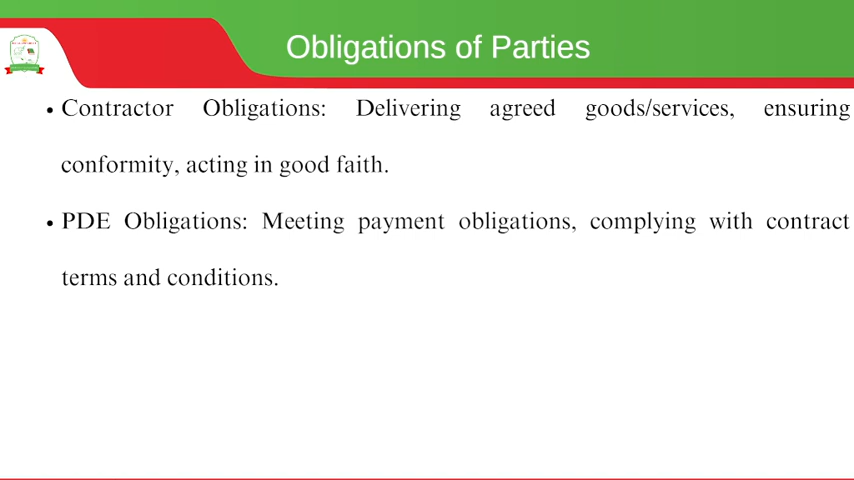 Obligations of Parties
• Contractor Obligations: Delivering agreed goods/services, ensuring
conformity, acting in good faith.
• PDE Obligations: Meeting payment obligations, complying with contract
terms and conditions.